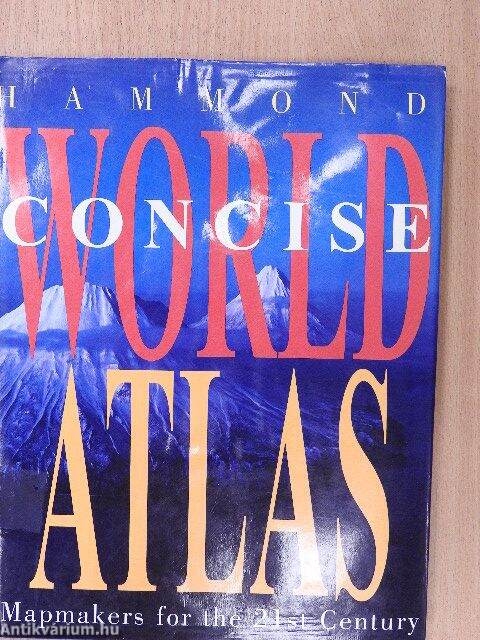 HAMMOND
WORLD
CONCISE
ATLAS
Mapmakers for the 21st Century
Antikvarium.hu